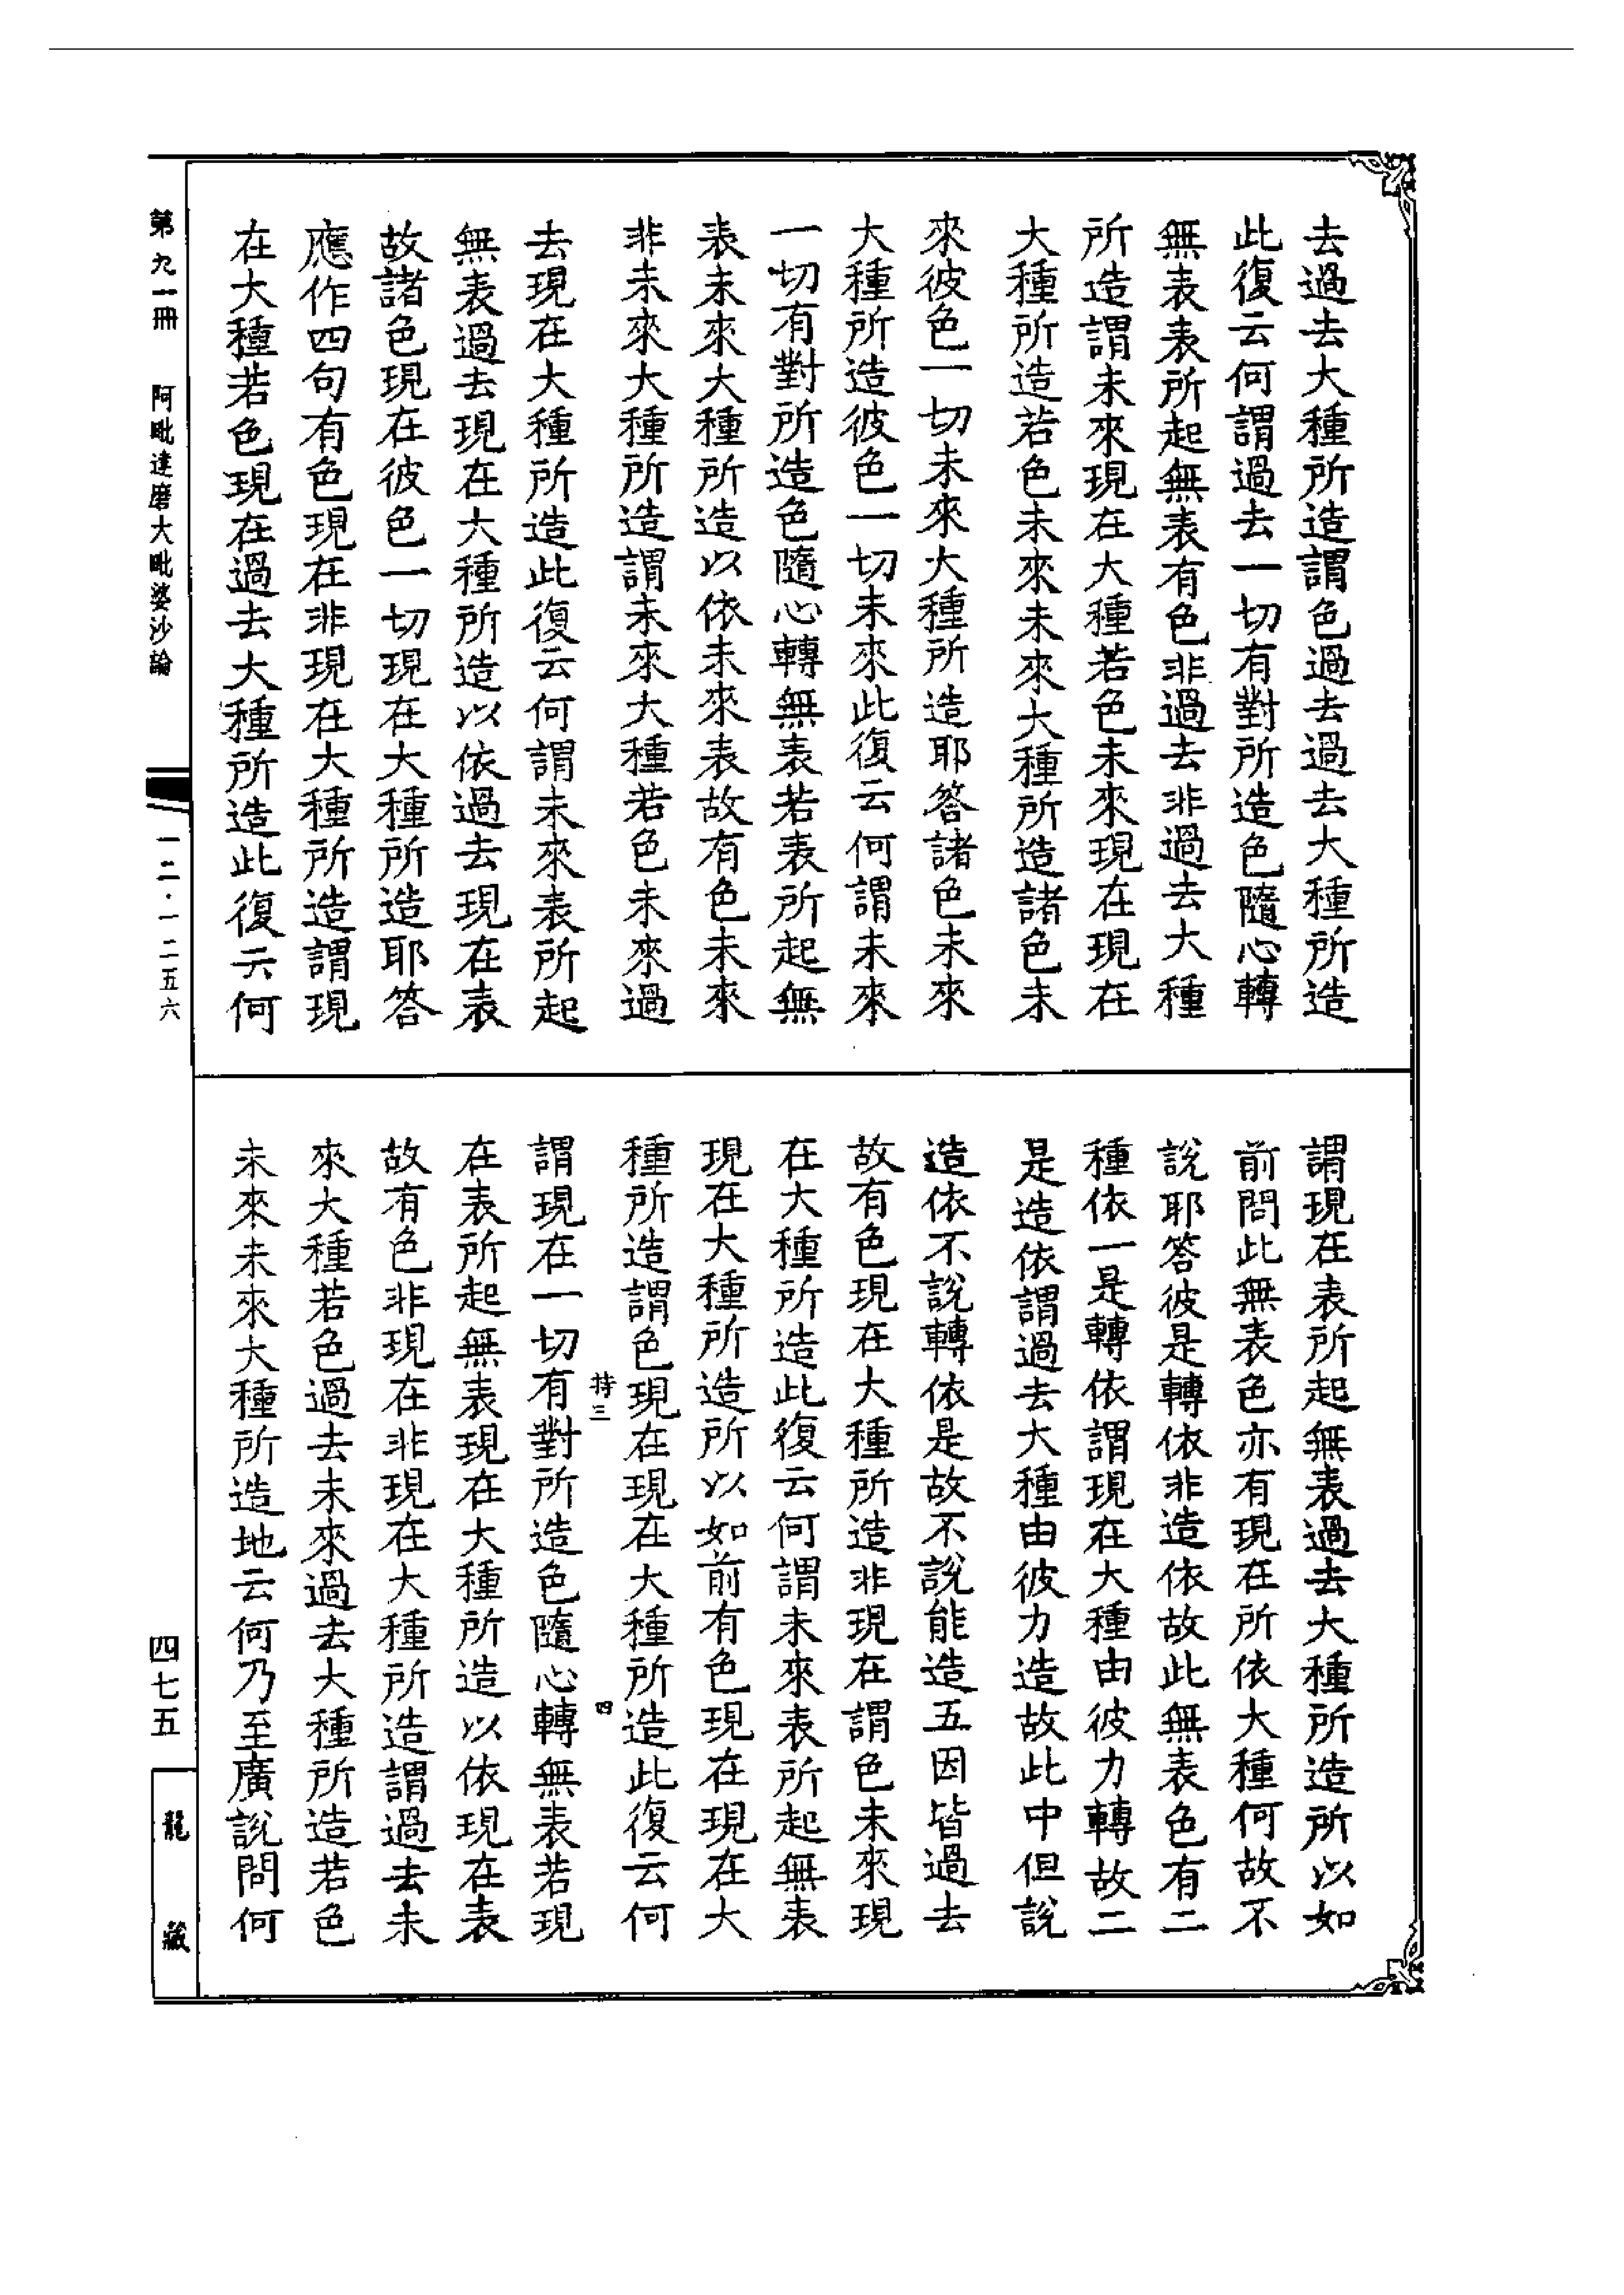 去過去大種所造謂色過去過去大種所造
此復云何謂過去一切有對所造色隨心轉
無表表所起無表有色非過去非過去大種
所造謂未來現在大種若色未來現在現在
大種所造若色未來未來大種所造諸色未
來彼色一切未來大種所造耶答諸色未來
大種所造彼色一切未來此復云何謂未來
一切有對所造色隨心轉無表若表所起無
表未來大種所造以依未來表故有色未來
非未來大種所造謂未來大種若色未來過
去現在大種所造此復云何謂未來表所起
無表過去現在大種所造以依過去現在表
故諸色現在彼色一切現在大種所造耶答
應作四句有色現在非現在大種所造謂現
在大種若色現在過去大種所造此復云何
謂現在表所起無表過去大種所造所以如
前問此無表色亦有現在所依大種何故不
說耶答彼是轉依非造依故此無表色有二
種依一是轉依謂現在大種由彼力轉故二
是造依謂過去大種由彼力造故此中但說
造依不說轉依是故不說能造五因皆過去
故有色現在大種所造非現在謂色未來現
在大種所造此復云何謂未來表所起無表
現在大種所造所以如前有色現在現在大
種所造謂色現在現在大種所造此復云何
持三
四
謂現在一切有對所造色隨心轉無表若現
在表所起無表現在大種所造以依現在表
故有色非現在非現在大種所造謂過去未
來大種若色過去未來過去大種所造若色
未來未來大種所造地云何乃至廣說問何
第九一冊 阿毗達磨大毗婆沙論
一二·一二五六
四七五
龍藏